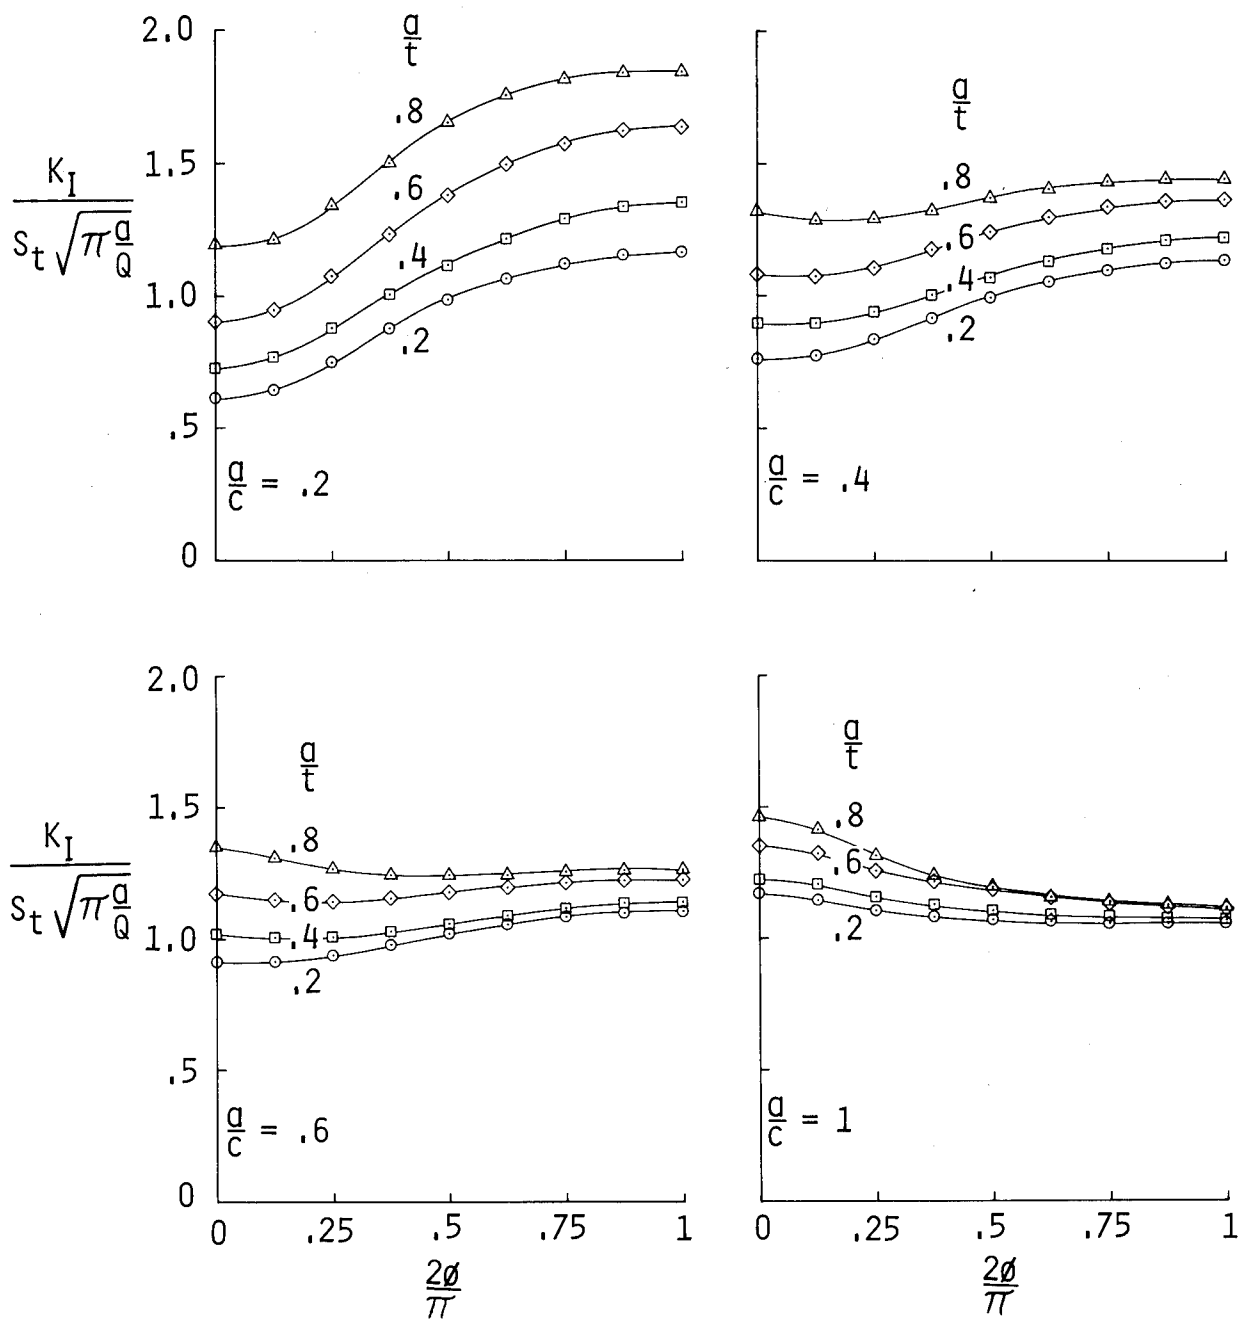 2.0
1.5
1.0
.5
0
K_I / S_t √(π a/Q)
a/t
.8
.6
.4
.2
a/c = .2
a/t
.8
.6
.4
.2
a/c = .4
2.0
1.5
1.0
.5
0
K_I / S_t √(π a/Q)
a/t
.8
.6
.4
.2
a/c = .6
0 .25 .5 .75 1
2ø/π
a/t
.8
.6
.2
a/c = 1
0 .25 .5 .75 1
2ø/π